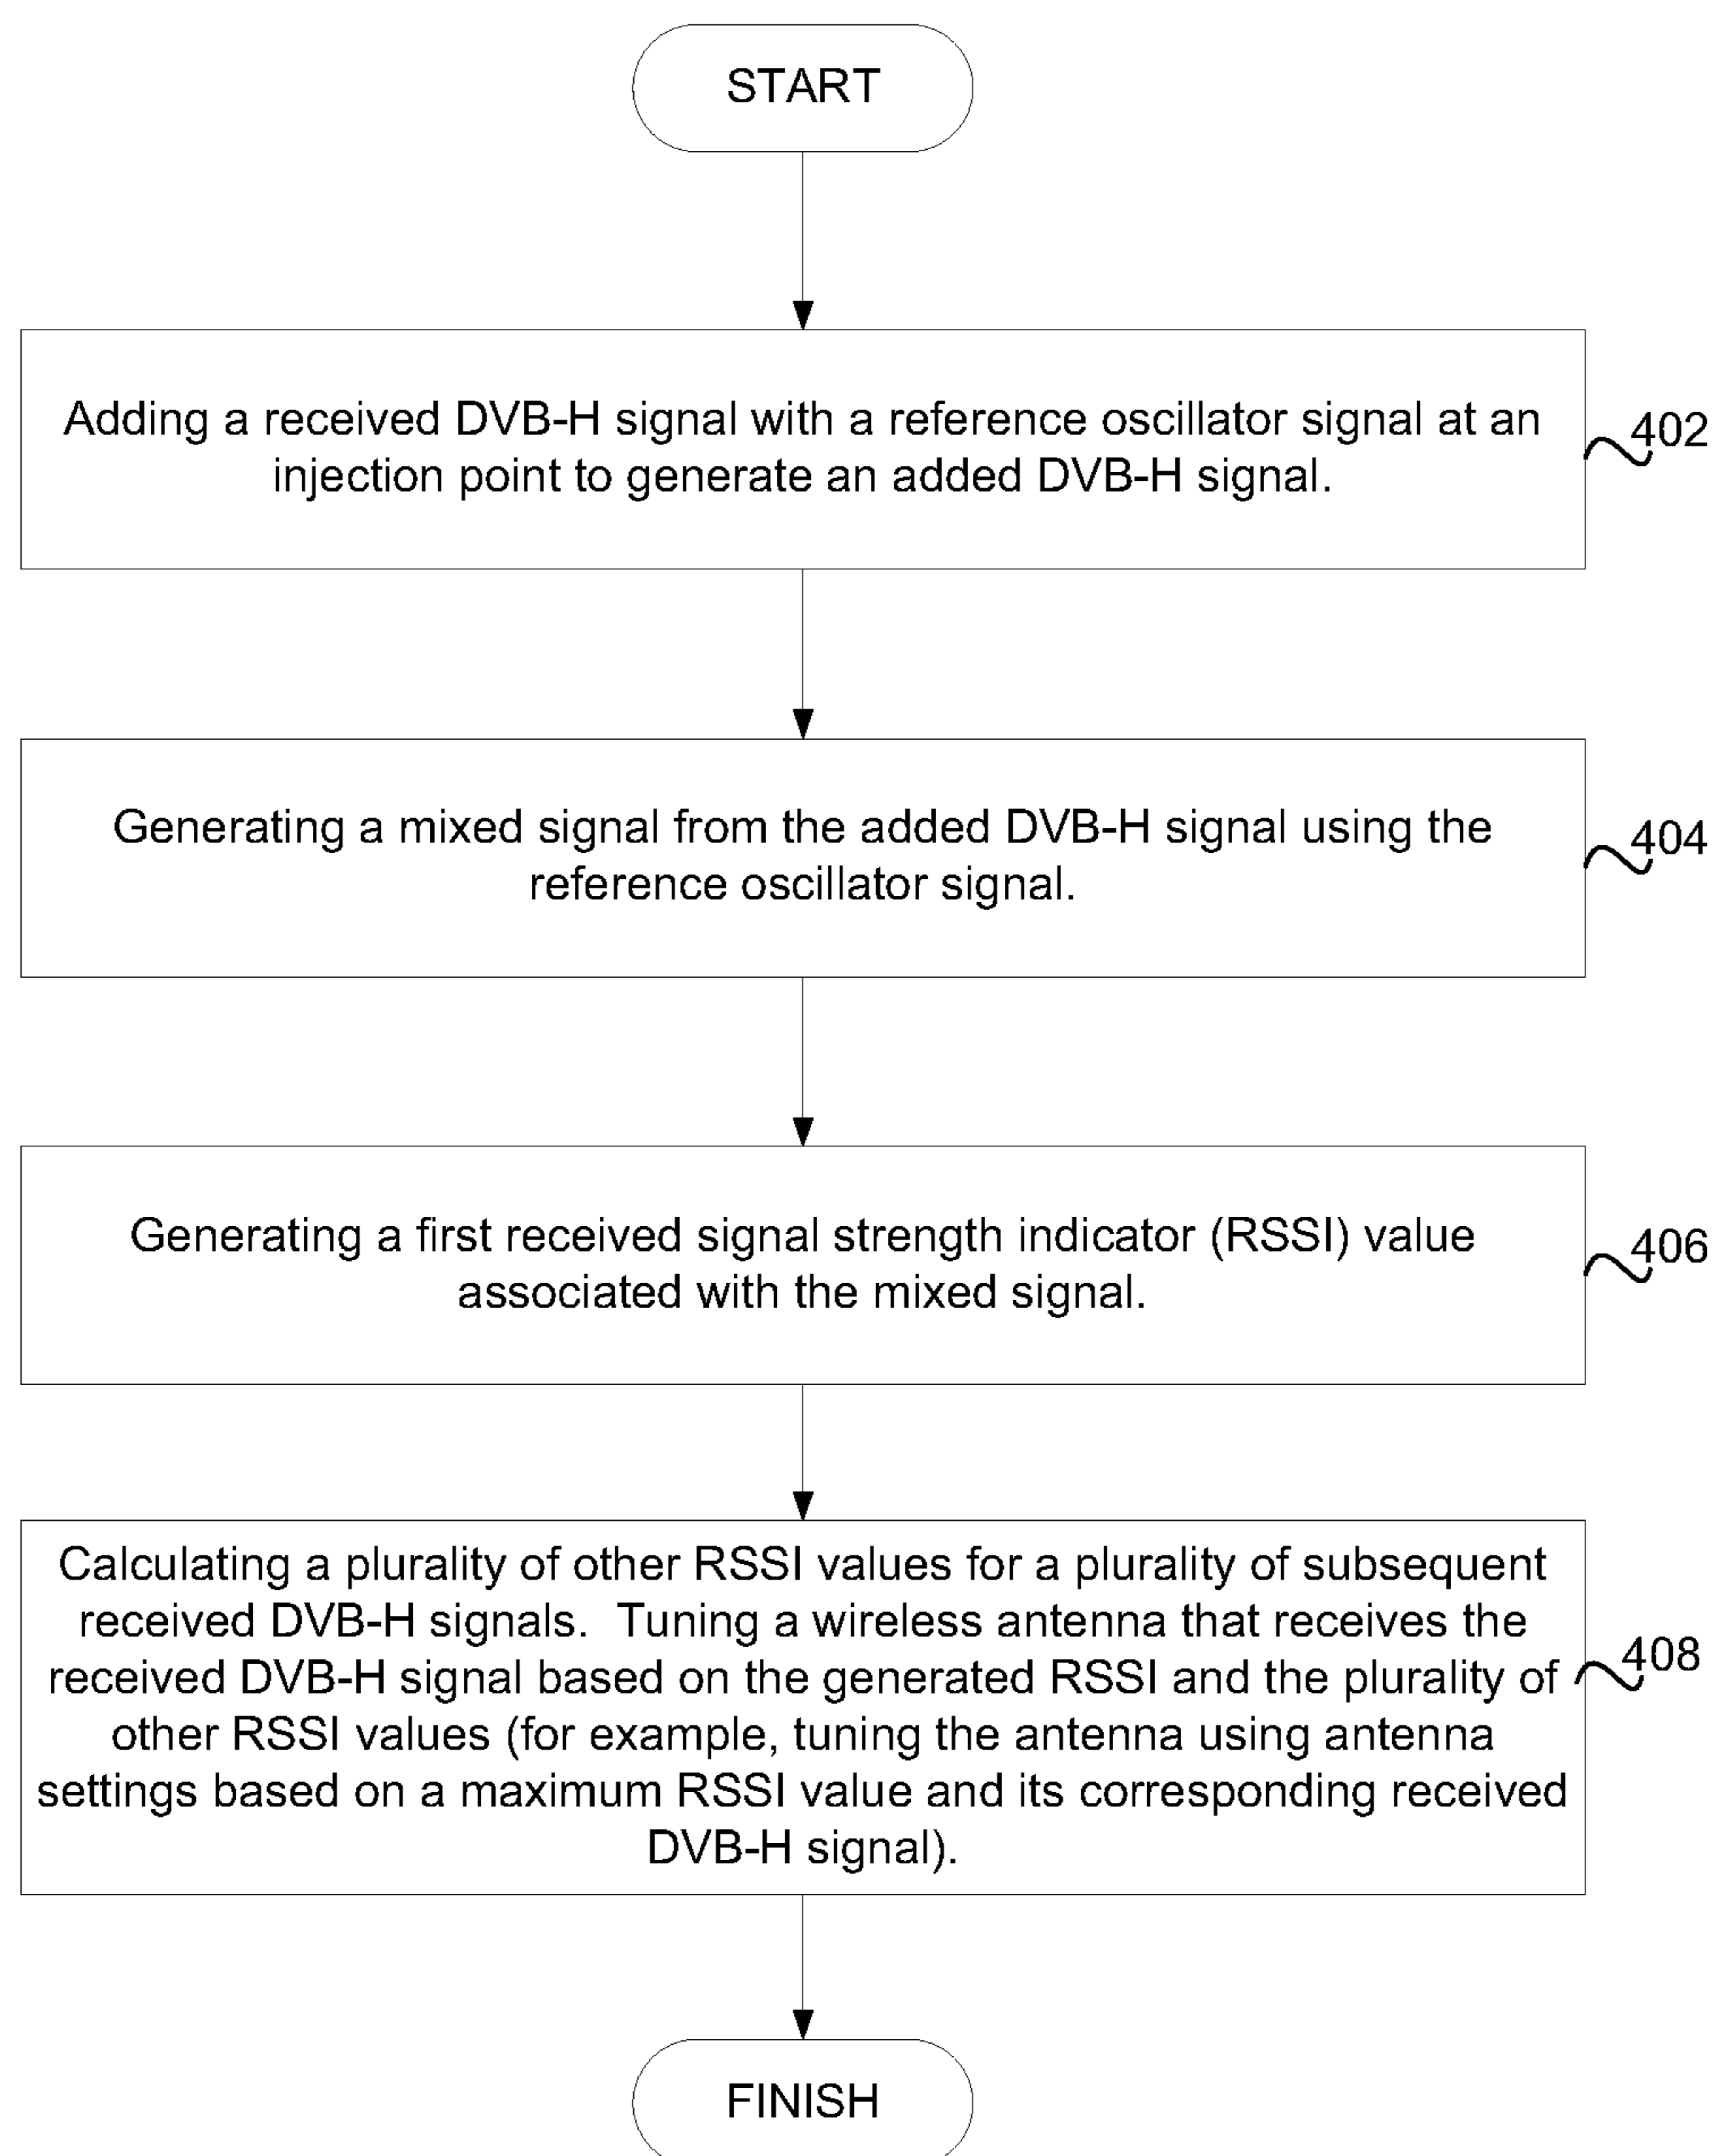 START
Adding a received DVB-H signal with a reference oscillator signal at an
injection point to generate an added DVB-H signal.
402
Generating a mixed signal from the added DVB-H signal using the
reference oscillator signal.
404
Generating a first received signal strength indicator (RSSI) value
associated with the mixed signal.
406
Calculating a plurality of other RSSI values for a plurality of subsequent
received DVB-H signals.  Tuning a wireless antenna that receives the
received DVB-H signal based on the generated RSSI and the plurality of
other RSSI values (for example, tuning the antenna using antenna
settings based on a maximum RSSI value and its corresponding received
DVB-H signal).
408
FINISH